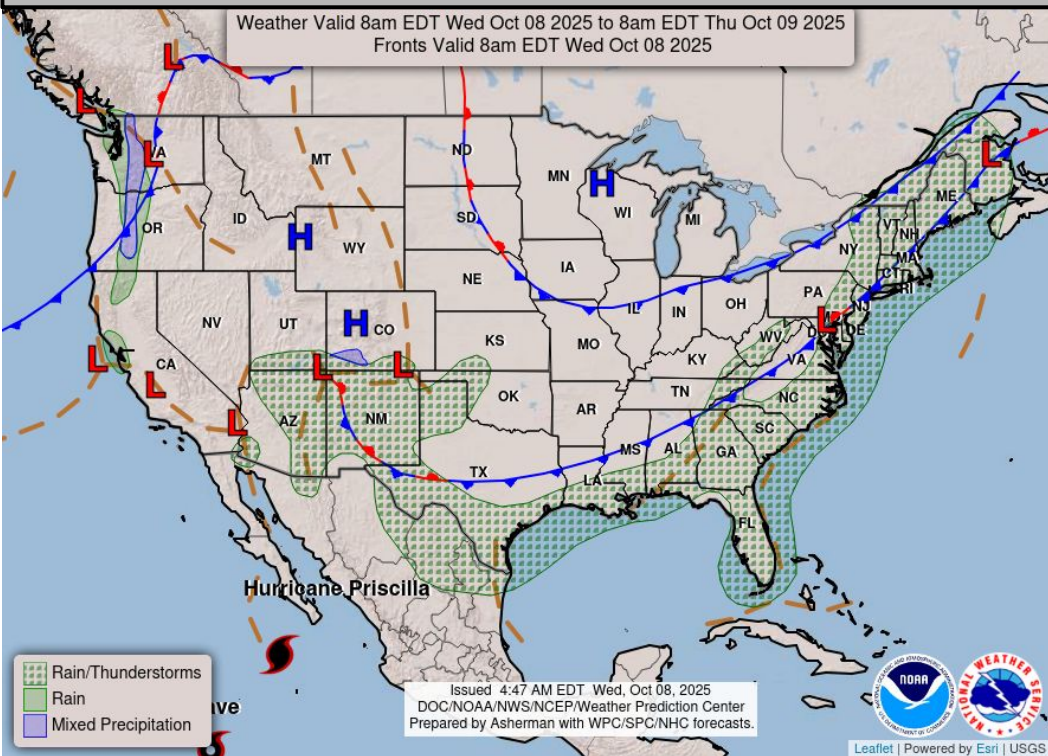 Weather Valid 8am EDT Wed Oct 08 2025 to 8am EDT Thu Oct 09 2025
Fronts Valid 8am EDT Wed Oct 08 2025
L
L
L
WA
MT
ND
MN
H
WI
MI
L
ME
VT
NH
NY
MA
CT
RI
OR
ID
H
WY
SD
IA
NE
PA
NJ
OH
IN
IL
L
DE
WV
VA
NV
UT
H
CO
KS
MO
KY
L
CA
L
L
L
L
AZ
NM
OK
AR
TN
NC
SC
MS
AL
GA
TX
LA
FL
Hurricane Priscilla
Rain/Thunderstorms
Rain
Mixed Precipitation
ave
Issued 4:47 AM EDT Wed, Oct 08, 2025
DOC/NOAA/NWS/NCEP/Weather Prediction Center
Prepared by Asherman with WPC/SPC/NHC forecasts.
NOAA
NATIONAL WEATHER SERVICE
Leaflet | Powered by Esri | USGS